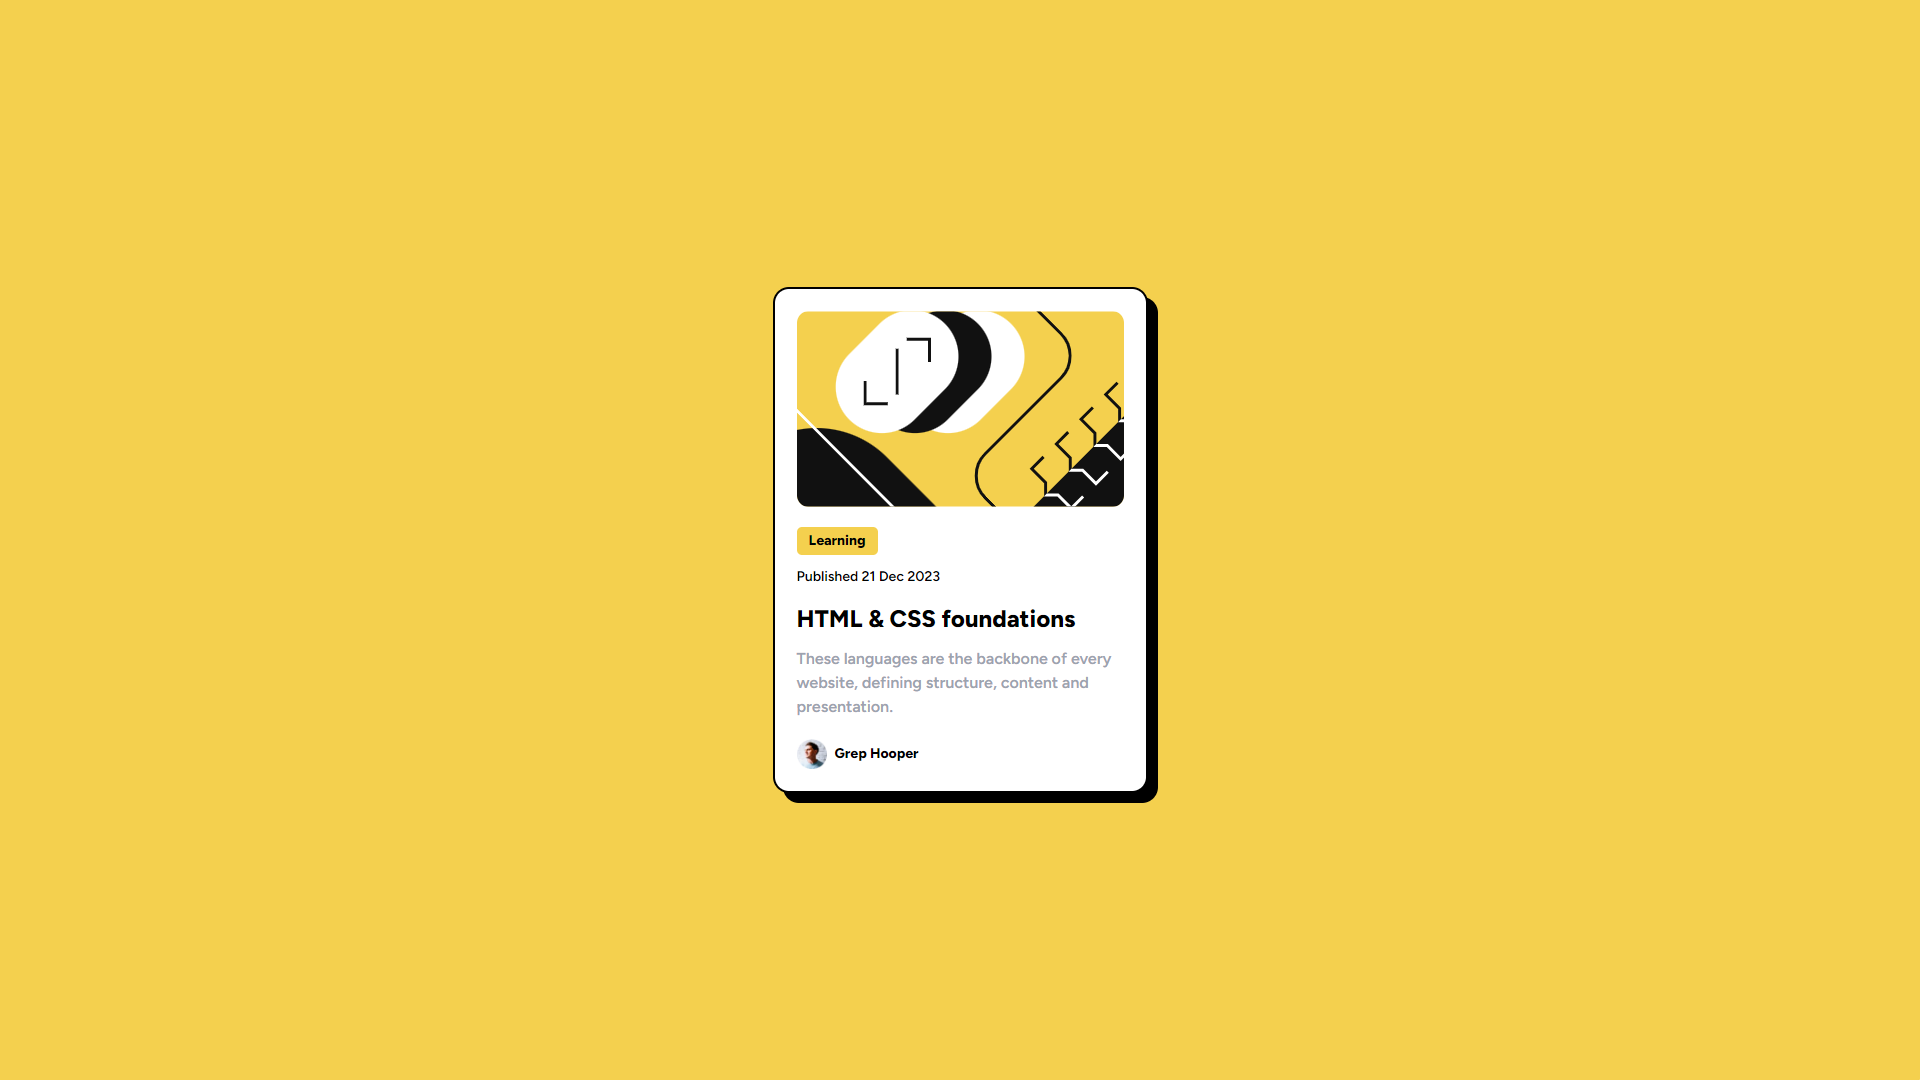 Learning
Published 21 Dec 2023
HTML & CSS foundations
These languages are the backbone of every
website, defining structure, content and
presentation.
Grep Hooper